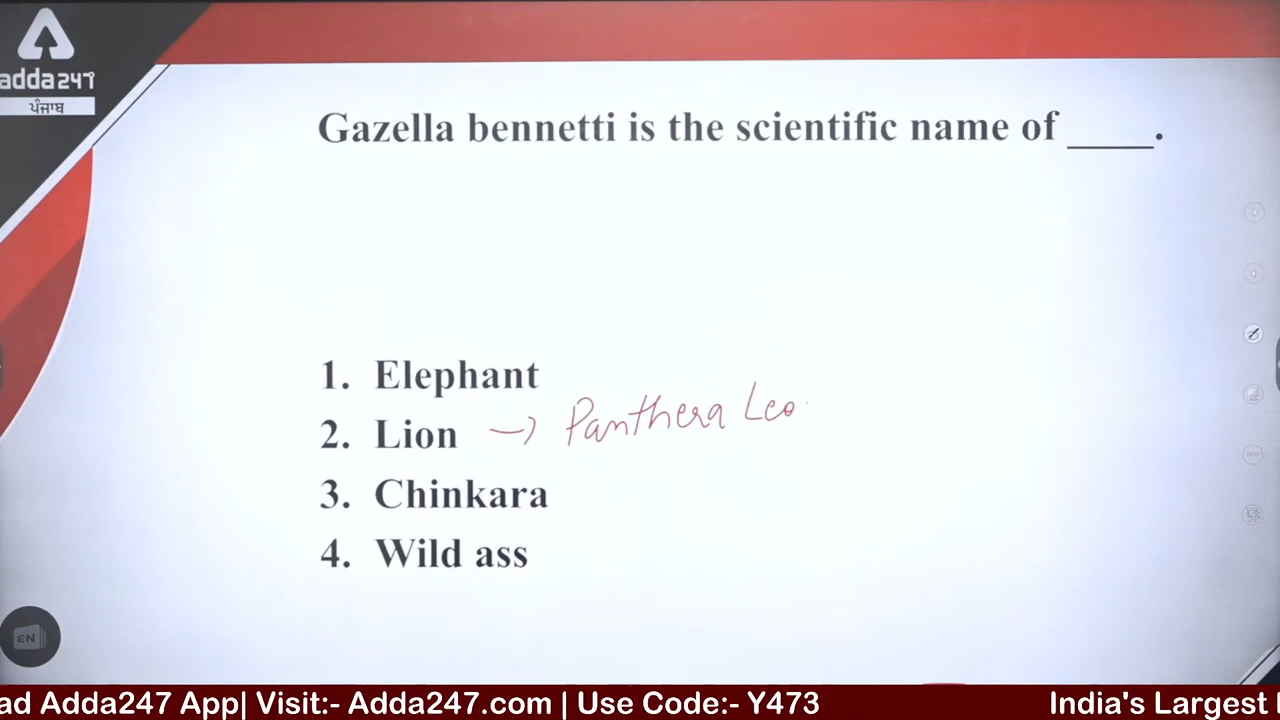 adda247
ਪੰਜਾਬ
Gazella bennetti is the scientific name of ____.
1. Elephant
2. Lion → Panthera Leo.
3. Chinkara
4. Wild ass
EN
ad Adda247 App| Visit:- Adda247.com | Use Code:- Y473 India's Largest